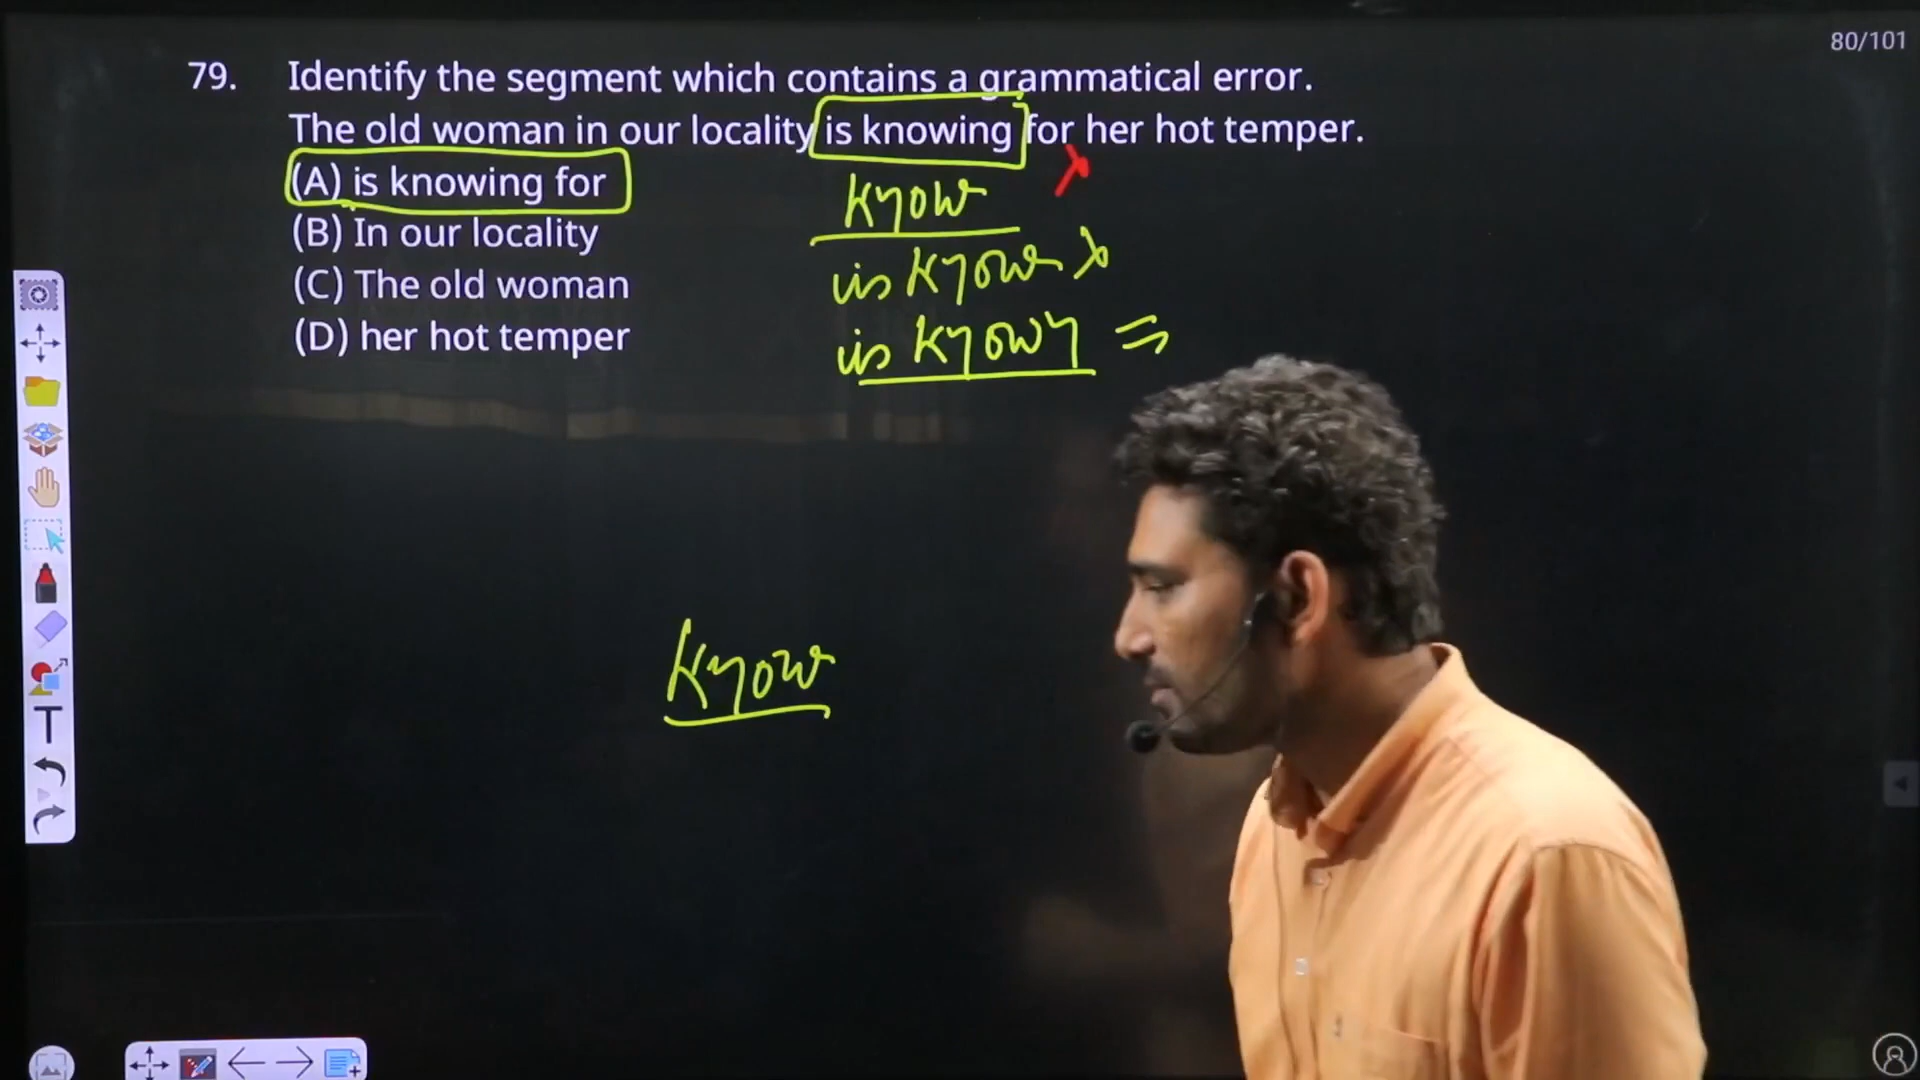 80/101
79. Identify the segment which contains a grammatical error.
The old woman in our locality is knowing for her hot temper.
(A) is knowing for
(B) In our locality
(C) The old woman
(D) her hot temper
know
is know x
is known
know
T